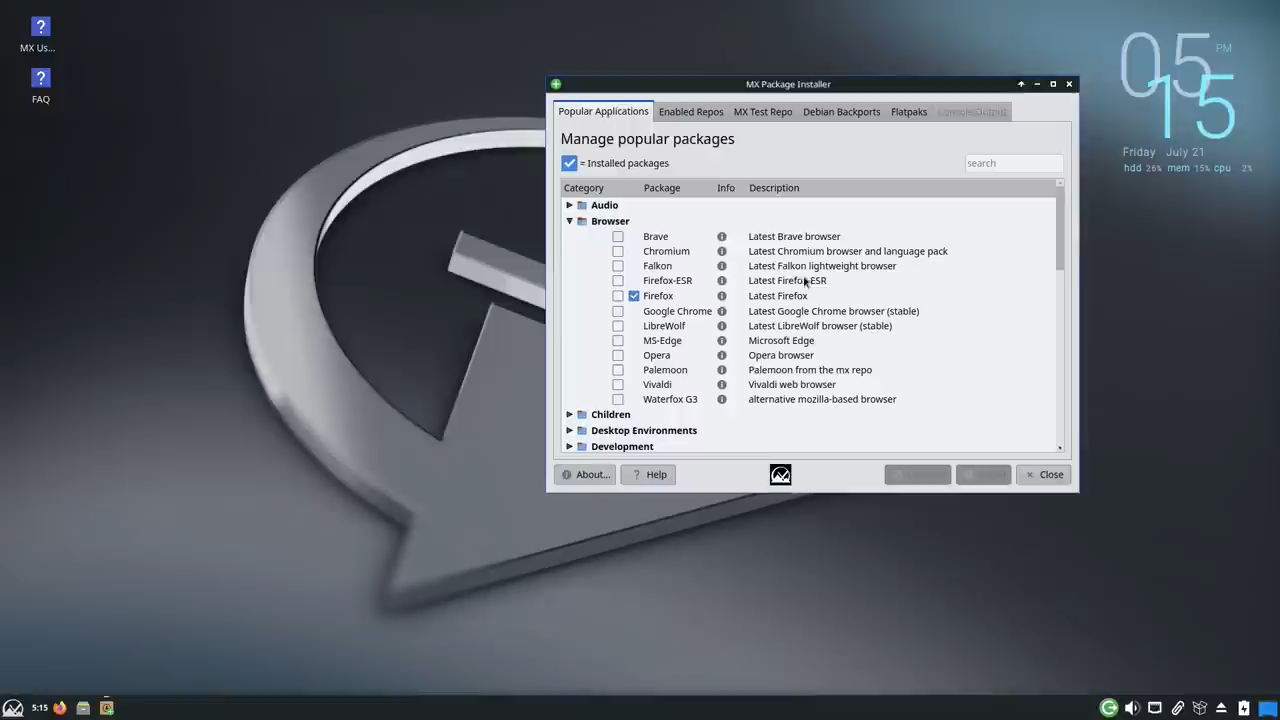 MX Us...
FAQ
05 PM
15
Friday July 21
hdd 26% mem 15% cpu 2%
MX Package Installer
Popular Applications Enabled Repos MX Test Repo Debian Backports Flatpaks Console Output
Manage popular packages
= Installed packages search
Category Package Info Description
Audio
Browser
Brave Latest Brave browser
Chromium Latest Chromium browser and language pack
Falkon Latest Falkon lightweight browser
Firefox-ESR Latest Firefox-ESR
Firefox Latest Firefox
Google Chrome Latest Google Chrome browser (stable)
LibreWolf Latest LibreWolf browser (stable)
MS-Edge Microsoft Edge
Opera Opera browser
Palemoon Palemoon from the mx repo
Vivaldi Vivaldi web browser
Waterfox G3 alternative mozilla-based browser
Children
Desktop Environments
Development
About... ? Help Close
5:15